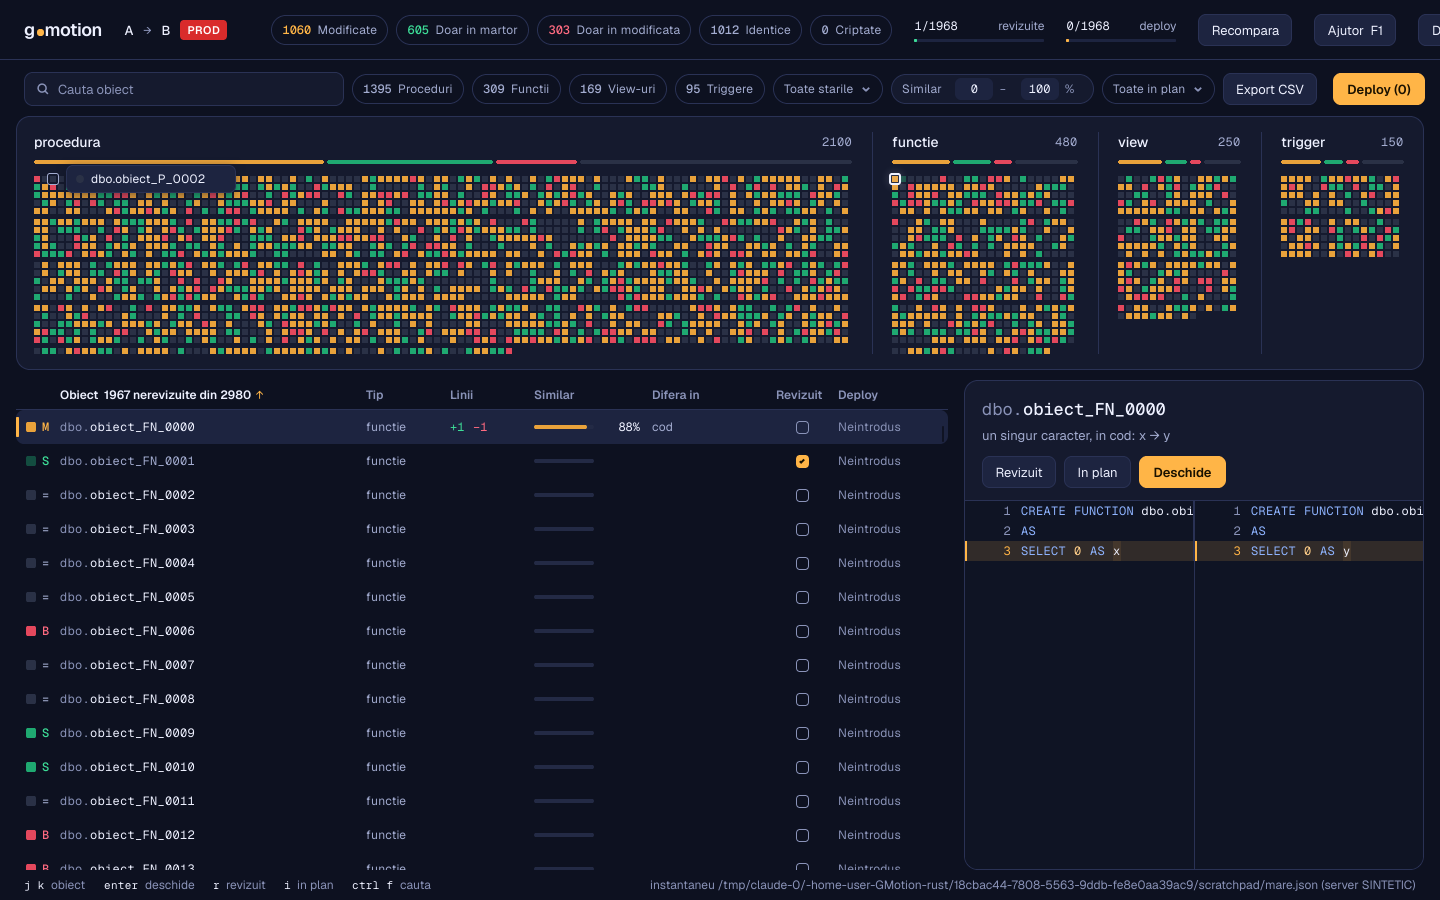 g●motion A → B PROD 1060 Modificate 605 Doar in martor 303 Doar in modificata 1012 Identice 0 Criptate 1/1968 revizuite 0/1968 deploy Recompara Ajutor F1 D
Cauta obiect 1395 Proceduri 309 Functii 169 View-uri 95 Triggere Toate starile Similar 0 – 100 % Toate in plan Export CSV Deploy (0)
procedura 2100 functie 480 view 250 trigger 150
dbo.obiect_P_0002
Obiect 1967 nerevizuite din 2980 ↑ Tip Linii Similar Difera in Revizuit Deploy
M dbo.obiect_FN_0000 functie +1 −1 88% cod Neintrodus
S dbo.obiect_FN_0001 functie Neintrodus
= dbo.obiect_FN_0002 functie Neintrodus
= dbo.obiect_FN_0003 functie Neintrodus
= dbo.obiect_FN_0004 functie Neintrodus
= dbo.obiect_FN_0005 functie Neintrodus
B dbo.obiect_FN_0006 functie Neintrodus
= dbo.obiect_FN_0007 functie Neintrodus
= dbo.obiect_FN_0008 functie Neintrodus
S dbo.obiect_FN_0009 functie Neintrodus
S dbo.obiect_FN_0010 functie Neintrodus
= dbo.obiect_FN_0011 functie Neintrodus
B dbo.obiect_FN_0012 functie Neintrodus
B dbo.obiect_FN_0013 functie Neintrodus
dbo.obiect_FN_0000
un singur caracter, in cod: x → y
Revizuit In plan Deschide
1 CREATE FUNCTION dbo.obi 1 CREATE FUNCTION dbo.obi
2 AS 2 AS
3 SELECT 0 AS x 3 SELECT 0 AS y
j k obiect enter deschide r revizuit i in plan ctrl f cauta instantaneu /tmp/claude-0/-home-user-GMotion-rust/18cbac44-7808-5563-9ddb-fe8e0aa39ac9/scratchpad/mare.json (server SINTETIC)